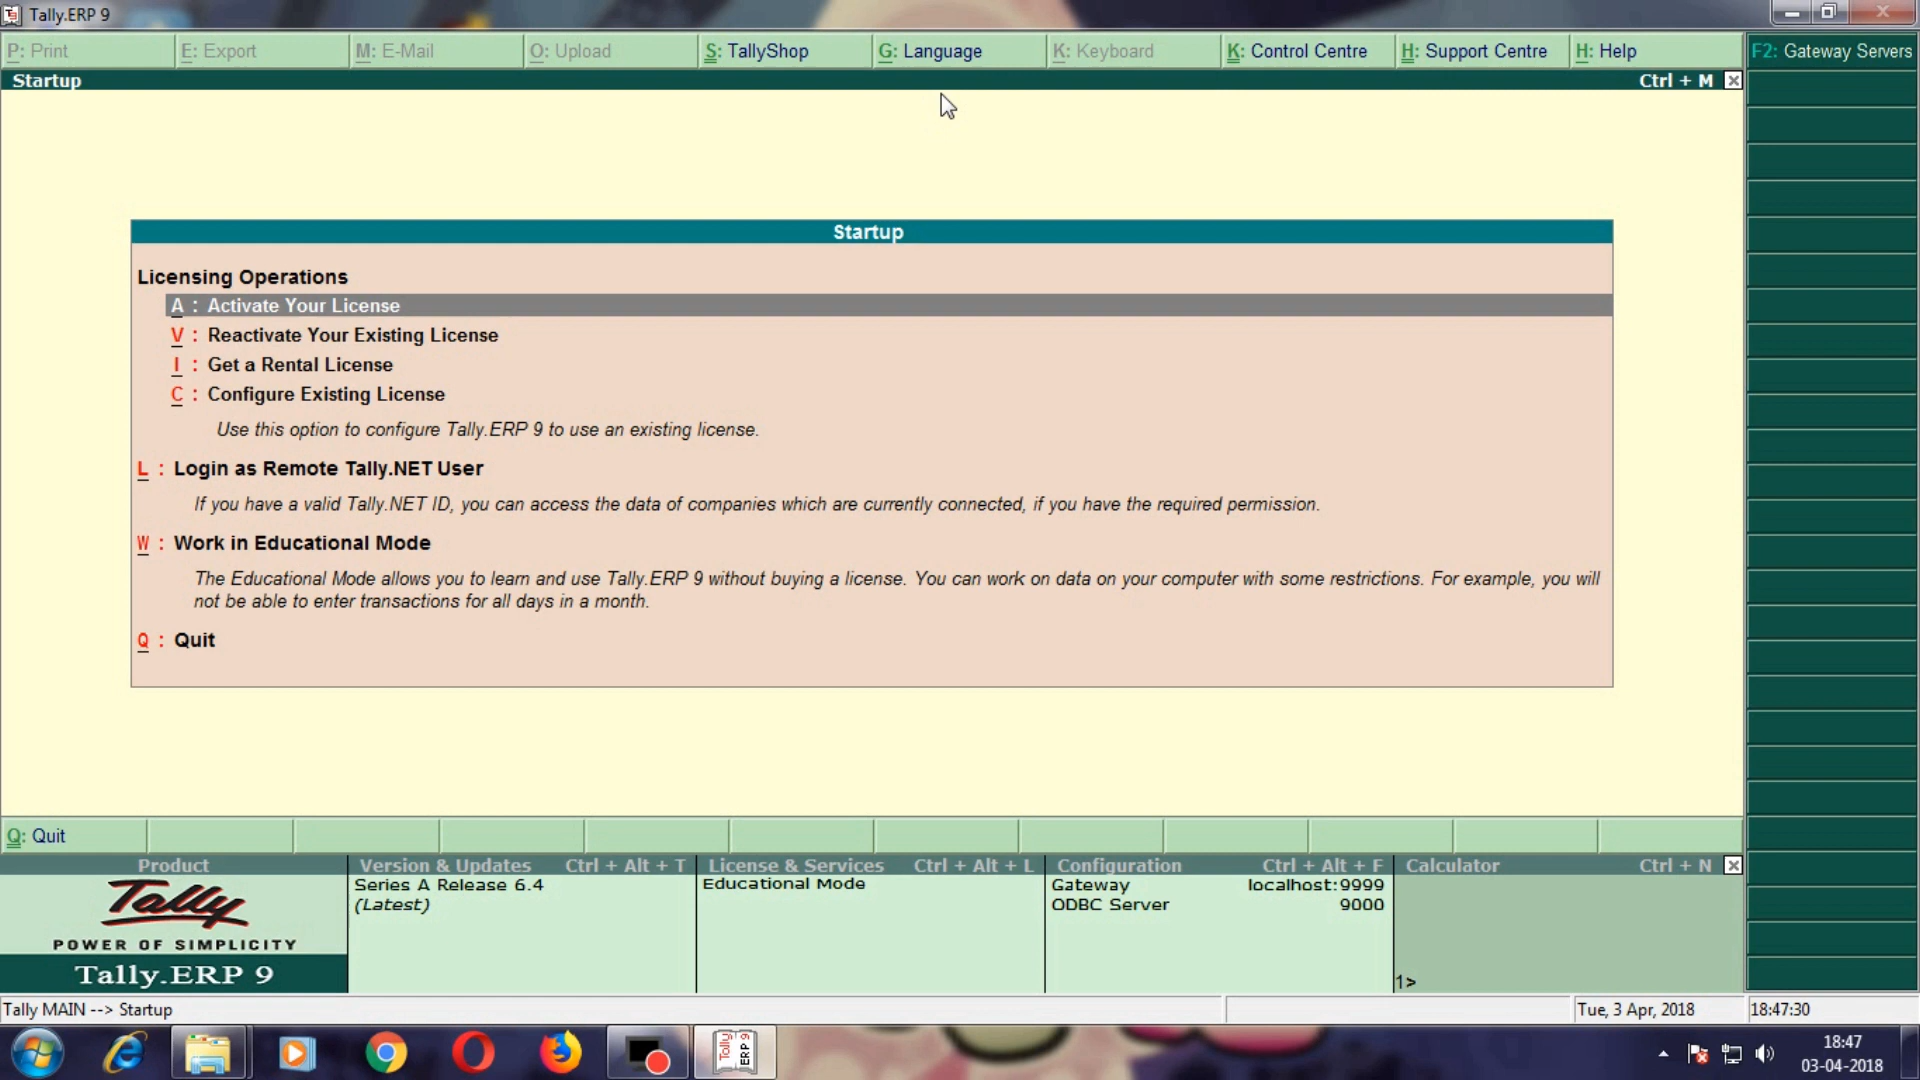 Tally.ERP 9
P: Print
E: Export
M: E-Mail
O: Upload
S: TallyShop
G: Language
K: Keyboard
K: Control Centre
H: Support Centre
H: Help
F2: Gateway Servers
Startup
Ctrl + M
Startup
Licensing Operations
A : Activate Your License
V : Reactivate Your Existing License
I : Get a Rental License
C : Configure Existing License
Use this option to configure Tally.ERP 9 to use an existing license.
L : Login as Remote Tally.NET User
If you have a valid Tally.NET ID, you can access the data of companies which are currently connected, if you have the required permission.
W : Work in Educational Mode
The Educational Mode allows you to learn and use Tally.ERP 9 without buying a license. You can work on data on your computer with some restrictions. For example, you will
not be able to enter transactions for all days in a month.
Q : Quit
Q: Quit
Product
Version & Updates Ctrl + Alt + T
License & Services Ctrl + Alt + L
Configuration Ctrl + Alt + F
Calculator Ctrl + N
Tally
POWER OF SIMPLICITY
Tally.ERP 9
Series A Release 6.4
(Latest)
Educational Mode
Gateway localhost:9999
ODBC Server 9000
1>
Tally MAIN --> Startup
Tue, 3 Apr, 2018
18:47:30
Tally
ERP 9
18:47
03-04-2018